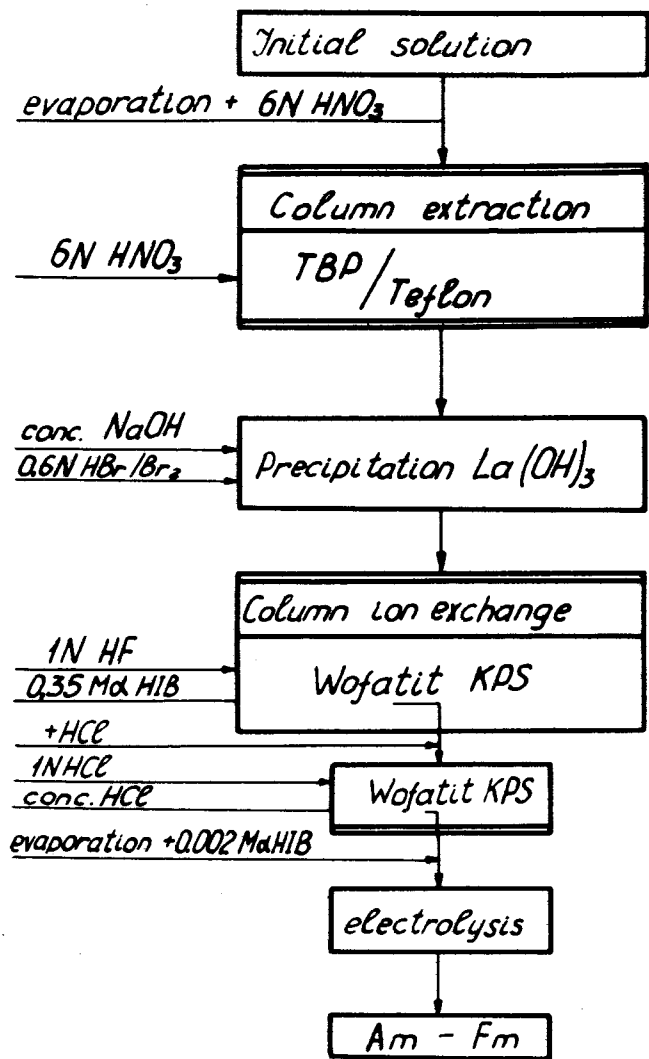 Initial solution
evaporation + 6N HNO₃
Column extraction
6N HNO₃
TBP / Teflon
conc. NaOH
0.6N HBr/Br₂
Precipitation La(OH)₃
Column ion exchange
1N HF
0,35 Mα HIB
Wofatit KPS
+HCl
1N HCl
conc. HCl
Wofatit KPS
evaporation +0.002 MαHIB
electrolysis
Am - Fm